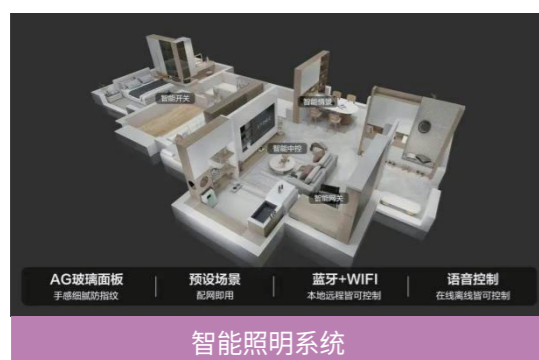 智能开关
智能情景
智能中控
智能网关
AG玻璃面板
手感细腻防指纹
预设场景
配网即用
蓝牙+WIFI
本地远程皆可控制
语音控制
在线离线皆可控制
智能照明系统